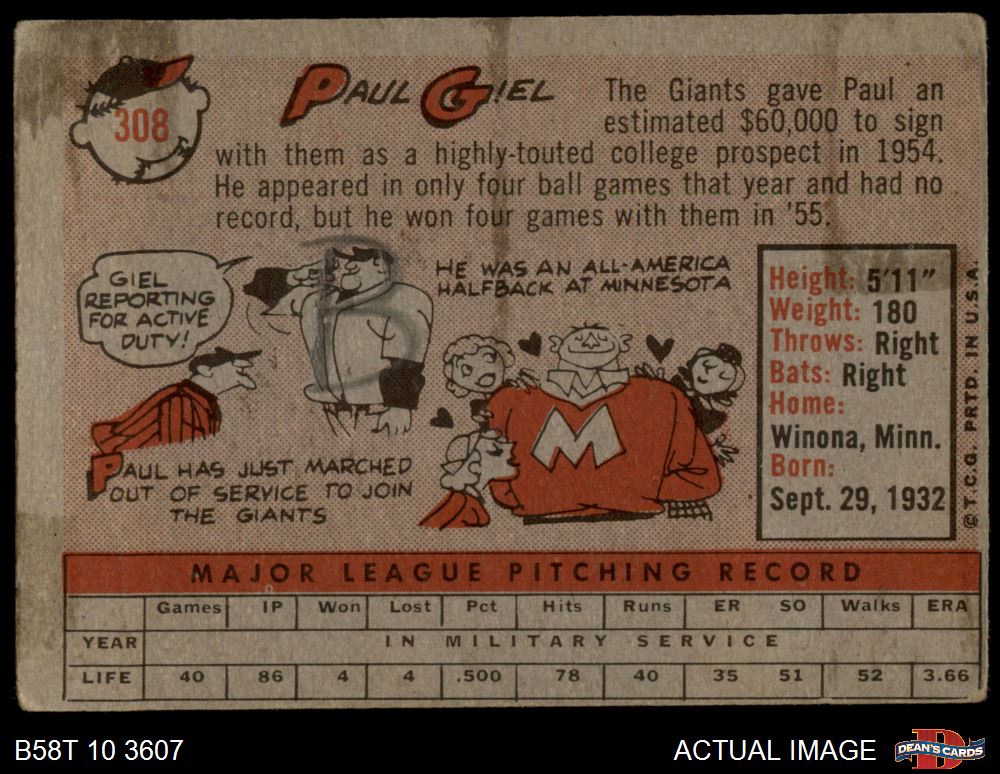 308
PAUL GIEL
The Giants gave Paul an
estimated $60,000 to sign
with them as a highly-touted college prospect in 1954.
He appeared in only four ball games that year and had no
record, but he won four games with them in '55.
GIEL
REPORTING
FOR ACTIVE
DUTY!
PAUL HAS JUST MARCHED
OUT OF SERVICE TO JOIN
THE GIANTS
HE WAS AN ALL-AMERICA
HALFBACK AT MINNESOTA
M
Height: 5'11"
Weight: 180
Throws: Right
Bats: Right
Home:
Winona, Minn.
Born:
Sept. 29, 1932
© T.C.G. PRTD. IN U.S.A.
MAJOR LEAGUE PITCHING RECORD
Games IP Won Lost Pct Hits Runs ER SO Walks ERA
YEAR IN MILITARY SERVICE
LIFE 40 86 4 4 .500 78 40 35 51 52 3.66
B58T 10 3607
ACTUAL IMAGE
D
DEAN'S CARDS